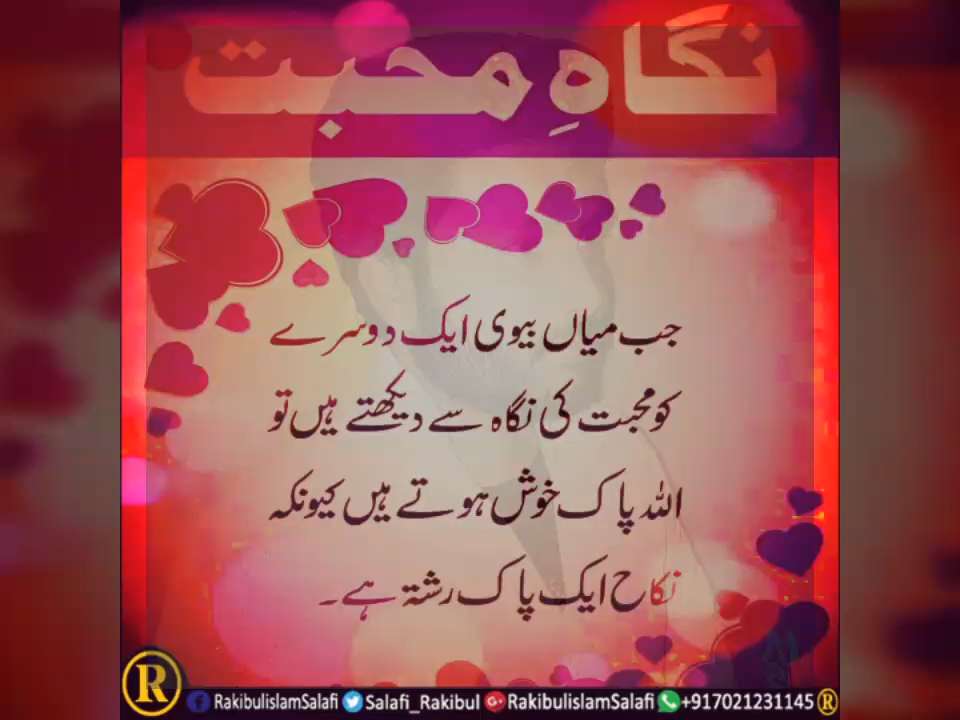 نگاہِ محبت
جب میاں بیوی ایک دوسرے
کو محبت کی نگاہ سے دیکھتے ہیں تو
اللہ پاک خوش ہوتے ہیں کیونکہ
نکاح ایک پاک رشتہ ہے۔
R RakibulislamSalafi Salafi_Rakibul RakibulislamSalafi +917021231145 R